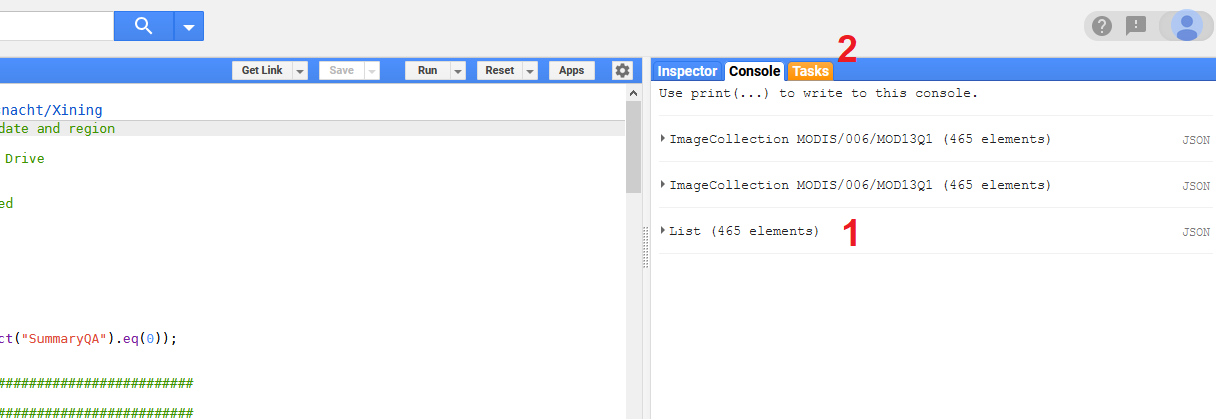 Get Link
Save
Run
Reset
Apps
2
Inspector
Console
Tasks
nacht/Xining
date and region
Drive
ed
ct("SummaryQA").eq(0));
#########################
#########################
Use print(...) to write to this console.
ImageCollection MODIS/006/MOD13Q1 (465 elements)
JSON
ImageCollection MODIS/006/MOD13Q1 (465 elements)
JSON
List (465 elements)
1
JSON